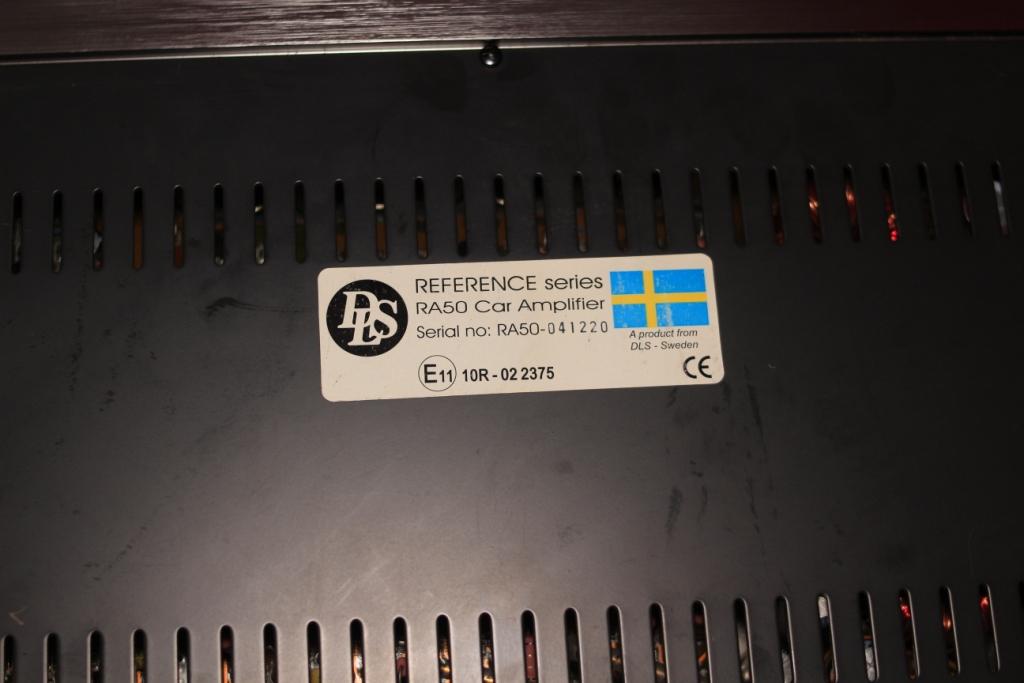 DLS
REFERENCE series
RA50 Car Amplifier
Serial no: RA50-041220
A product from
DLS - Sweden
E11 10R - 02 2375
CE